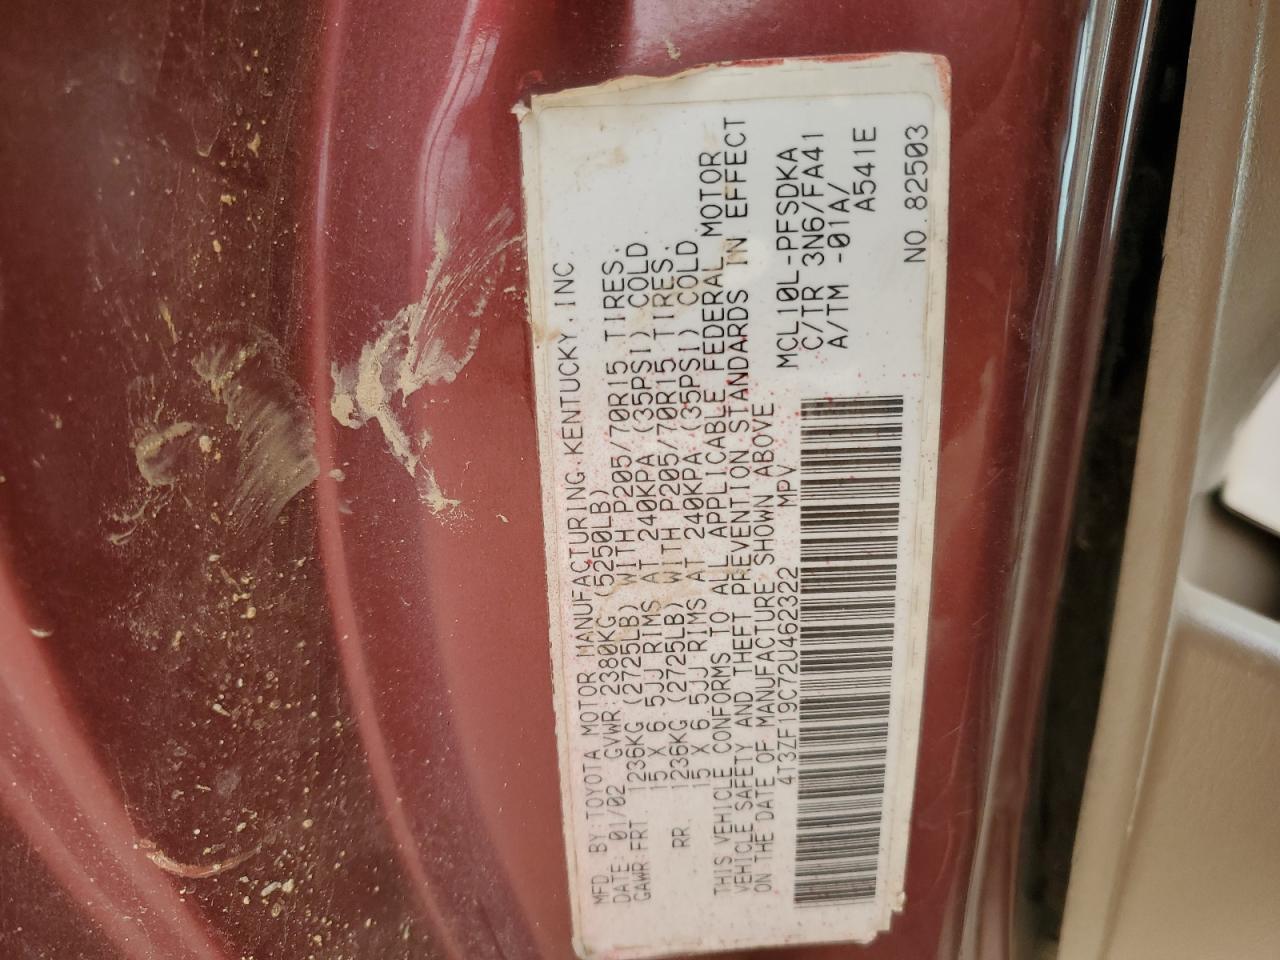 MFD. BY: TOYOTA MOTOR MANUFACTURING KENTUCKY, INC.
DATE: 01/02 GVWR: 2380KG (5250LB)
GAWR: FRT 1236KG (2725LB) WITH P205/70R15 TIRES.
15 X 6.5JJ RIMS AT 240KPA (35PSI) COLD
RR. 1236KG (2725LB) WITH P205/70R15 TIRES.
15 X 6.5JJ RIMS AT 240KPA (35PSI) COLD
THIS VEHICLE CONFORMS TO ALL APPLICABLE FEDERAL MOTOR
VEHICLE SAFETY AND THEFT PREVENTION STANDARDS IN EFFECT
ON THE DATE OF MANUFACTURE SHOWN ABOVE
4T3ZF19C72U462322 MPV MCL10L-PFSDKA
C/TR 3N6/FA41
A/TM -01A/
A541E
NO. 82503